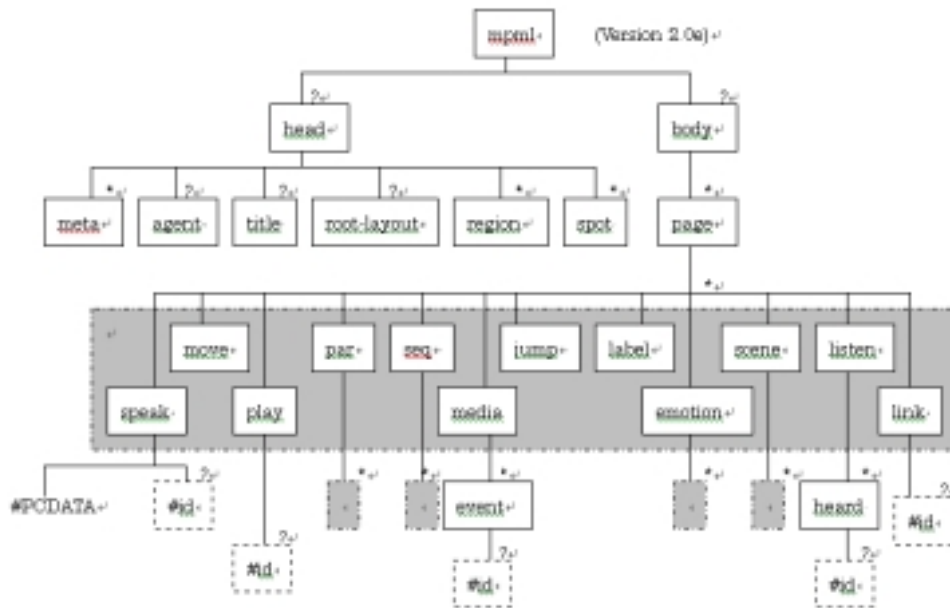 mpml (Version 2.0e)
? ?
head body
* ? ? ? * * *
meta agent title root-layout region spot page
*
move par seq jump label scene listen
speak play media emotion link
? * * * * * * ?
#PCDATA #id event heard #id
? ? ?
#id #id #id